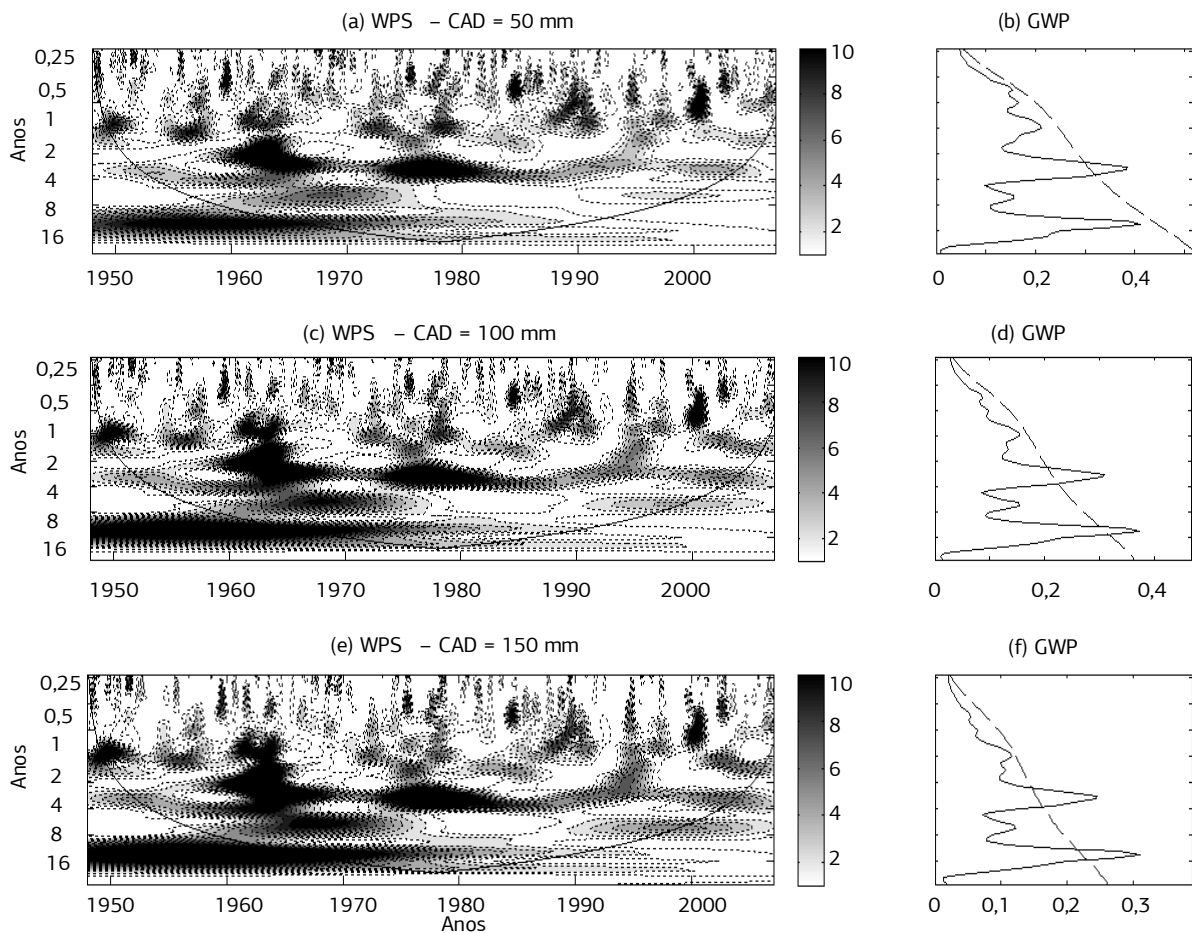 (a) WPS – CAD = 50 mm
(b) GWP
Anos
0,25
0,5
1
2
4
8
16
1950 1960 1970 1980 1990 2000
10
8
6
4
2
0 0,2 0,4
(c) WPS – CAD = 100 mm
(d) GWP
Anos
0,25
0,5
1
2
4
8
16
1950 1960 1970 1980 1990 2000
10
8
6
4
2
0 0,2 0,4
(e) WPS – CAD = 150 mm
(f) GWP
Anos
0,25
0,5
1
2
4
8
16
1950 1960 1970 1980 1990 2000
Anos
10
8
6
4
2
0 0,1 0,2 0,3